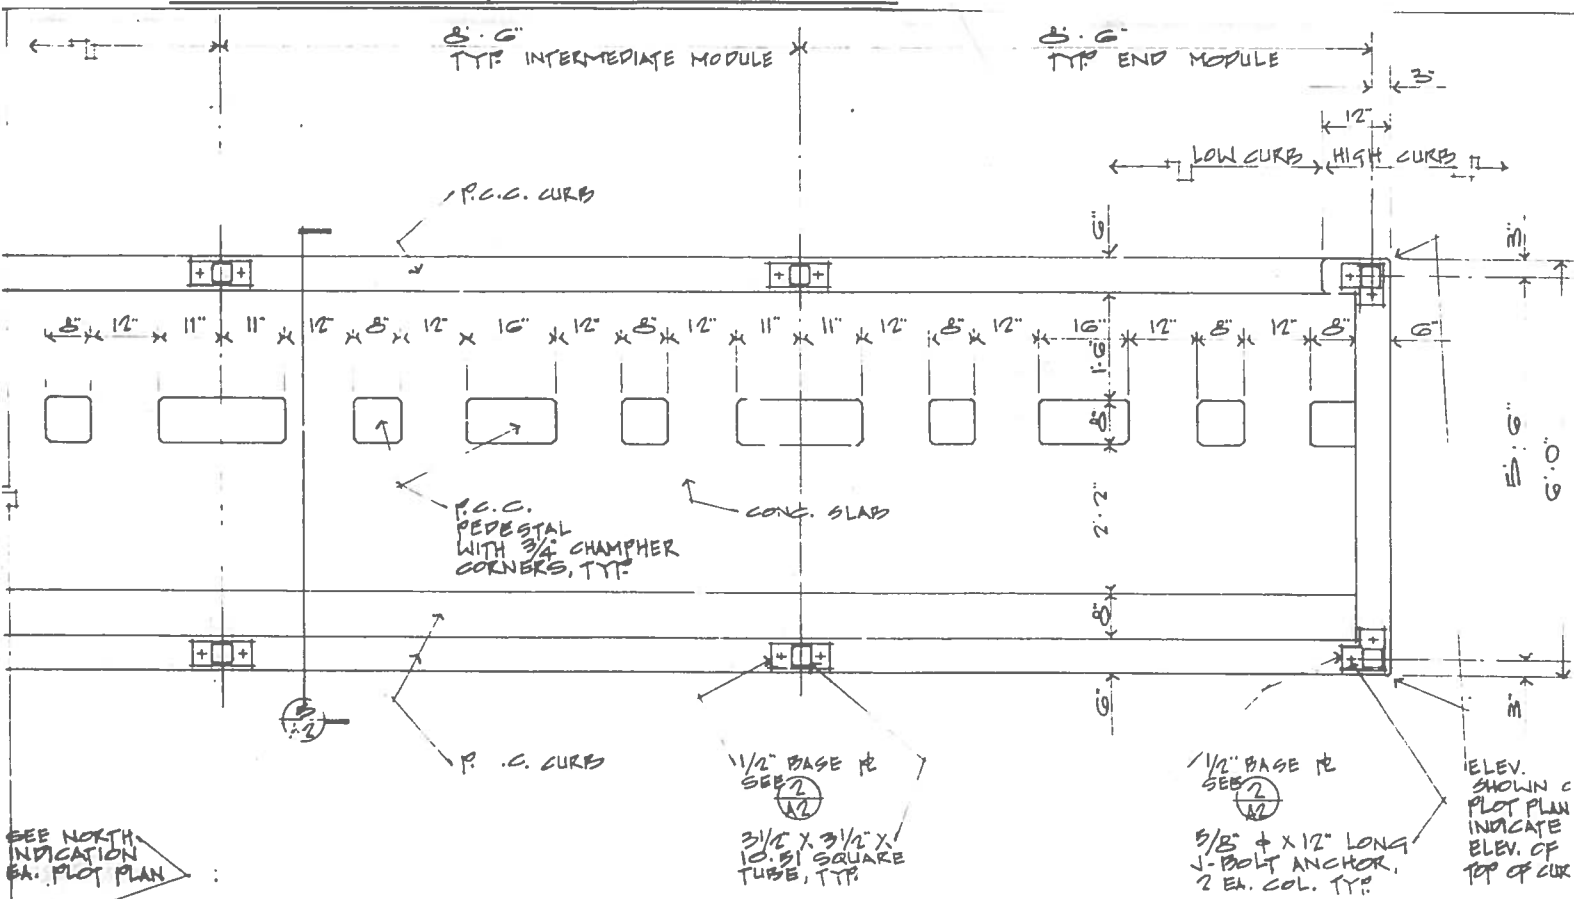 8'-6"
TYP. INTERMEDIATE MODULE
8'-6"
TYP. END MODULE
3"
12"
LOW CURB
HIGH CURB
P.C.C. CURB
6"
3"
8" 12" 11" 11" 12" 8" 12" 16" 12" 8" 12" 11" 11" 12" 8" 12" 16" 12" 8" 12" 8" 6"
1'-6"
8"
5'-6"
6'-0"
P.C.C.
PEDESTAL
WITH 3/4" CHAMPHER
CORNERS, TYP.
CONC. SLAB
2'-2"
8"
6"
3"
P. .C. CURB
1/2" BASE PL
SEE 2
A2
3 1/2" X 3 1/2" X
10.51 SQUARE
TUBE, TYP.
1/2" BASE PL
SEE 2
A2
5/8" φ X 12" LONG
J-BOLT ANCHOR,
2 EA. COL. TYP.
ELEV.
SHOWN
PLOT PLAN
INDICATE
ELEV. OF
TOP OF CUR
SEE NORTH
INDICATION
EA. PLOT PLAN